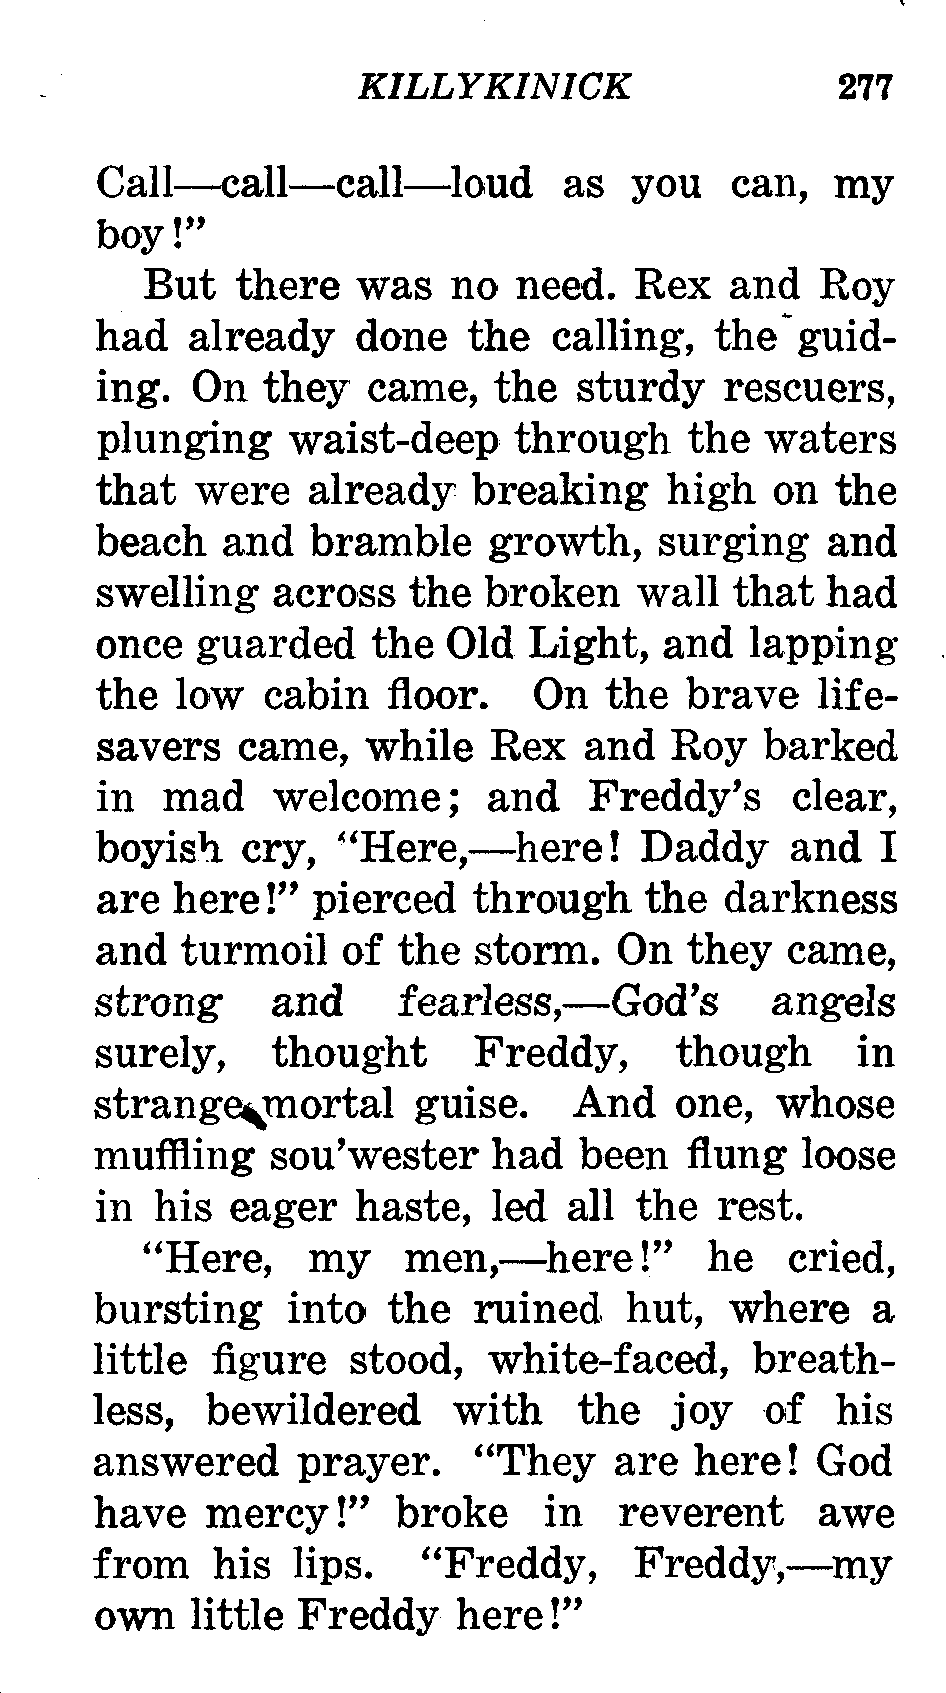 KILLYKINICK 277
Call—call—call—loud as you can, my
boy!"
But there was no need. Rex and Roy
had already done the calling, the guid-
ing. On they came, the sturdy rescuers,
plunging waist-deep through the waters
that were already breaking high on the
beach and bramble growth, surging and
swelling across the broken wall that had
once guarded the Old Light, and lapping
the low cabin floor. On the brave life-
savers came, while Rex and Roy barked
in mad welcome; and Freddy's clear,
boyish cry, "Here,—here! Daddy and I
are here!" pierced through the darkness
and turmoil of the storm. On they came,
strong and fearless,—God's angels
surely, thought Freddy, though in
strange mortal guise. And one, whose
muffling sou'wester had been flung loose
in his eager haste, led all the rest.
"Here, my men,—here!" he cried,
bursting into the ruined hut, where a
little figure stood, white-faced, breath-
less, bewildered with the joy of his
answered prayer. "They are here! God
have mercy!" broke in reverent awe
from his lips. "Freddy, Freddy,—my
own little Freddy here!"